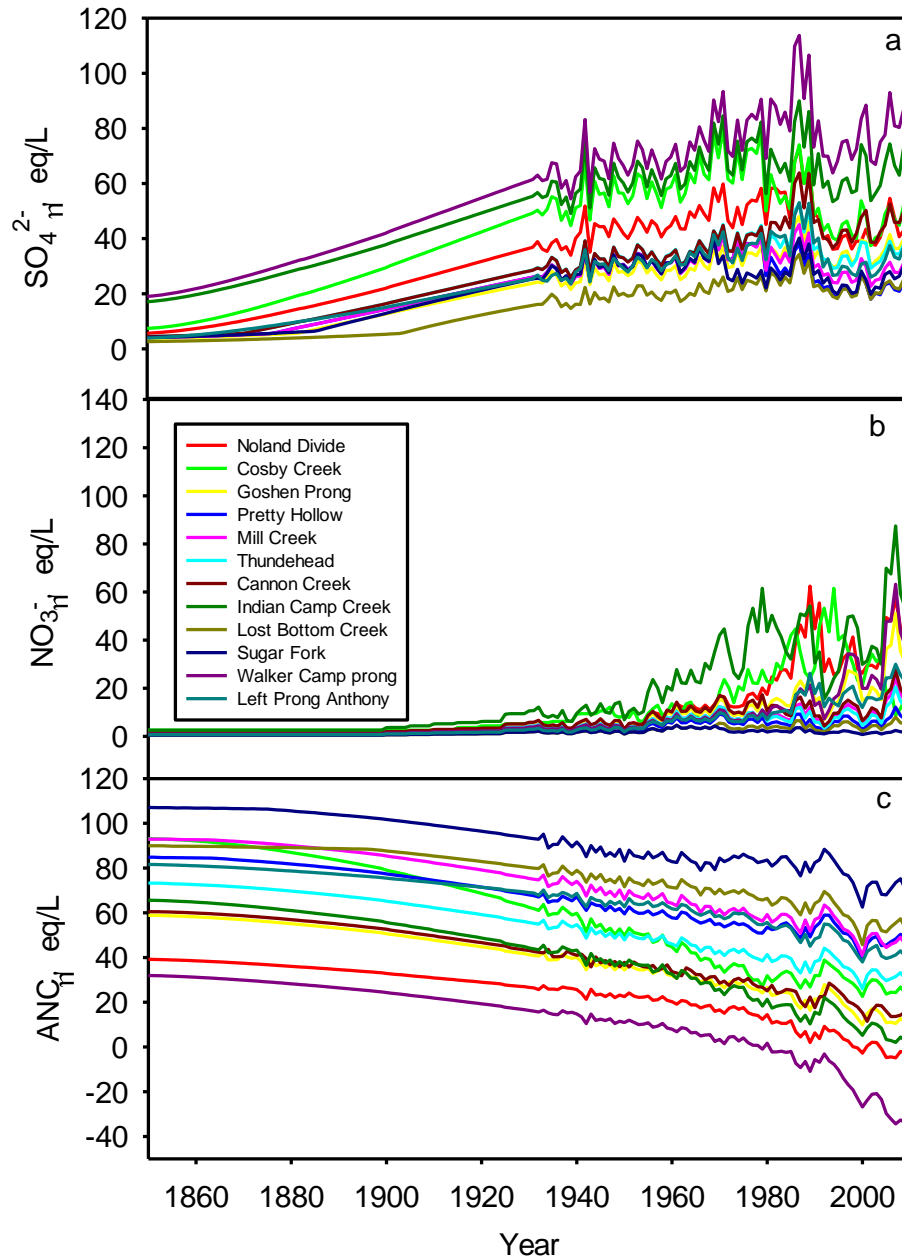 a
120
100
80
60
40
20
0
SO₄²⁻ eq/L
b
140
120
100
80
60
40
20
0
NO₃⁻ eq/L
Noland Divide
Cosby Creek
Goshen Prong
Pretty Hollow
Mill Creek
Thundehead
Cannon Creek
Indian Camp Creek
Lost Bottom Creek
Sugar Fork
Walker Camp prong
Left Prong Anthony
c
120
100
80
60
40
20
0
-20
-40
ANC, eq/L
1860 1880 1900 1920 1940 1960 1980 2000
Year